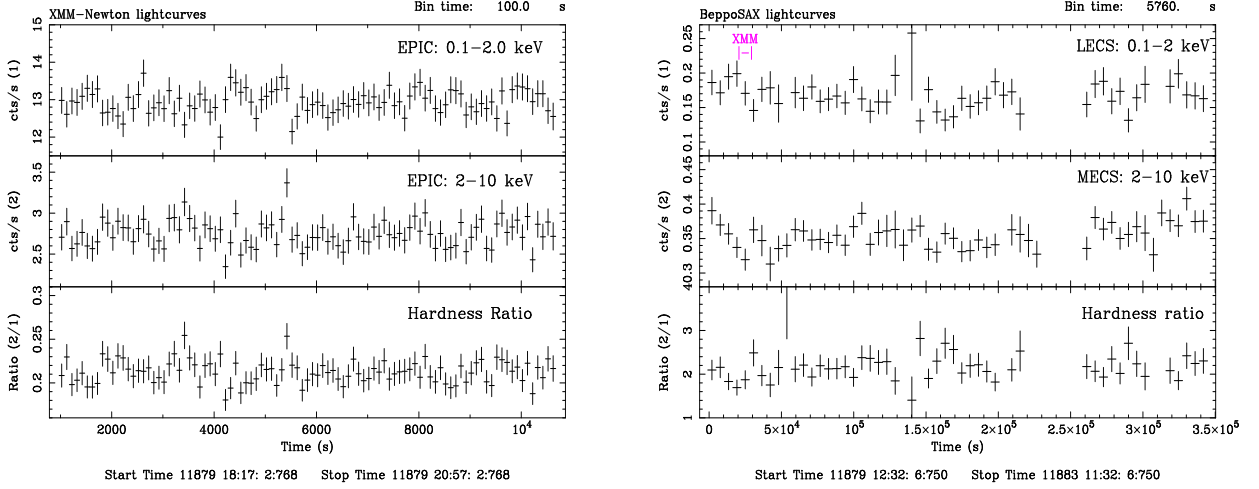 XMM−Newton lightcurves
Bin time: 100.0 s
EPIC: 0.1−2.0 keV
cts/s (1)
15
14
13
12
EPIC: 2−10 keV
cts/s (2)
3.5
3
2.5
Hardness Ratio
Ratio (2/1)
0.3
0.25
0.2
2000 4000 6000 8000 10⁴
Time (s)
Start Time 11879 18:17: 2:768 Stop Time 11879 20:57: 2:768
BeppoSAX lightcurves
Bin time: 5760. s
XMM
LECS: 0.1−2 keV
cts/s (1)
0.25
0.2
0.15
0.1
MECS: 2−10 keV
cts/s (2)
0.45
0.4
0.35
0.3
Hardness ratio
Ratio (2/1)
4
3
2
1
0 5×10⁴ 10⁵ 1.5×10⁵ 2×10⁵ 2.5×10⁵ 3×10⁵ 3.5×10⁵
Time (s)
Start Time 11879 12:32: 6:750 Stop Time 11883 11:32: 6:750